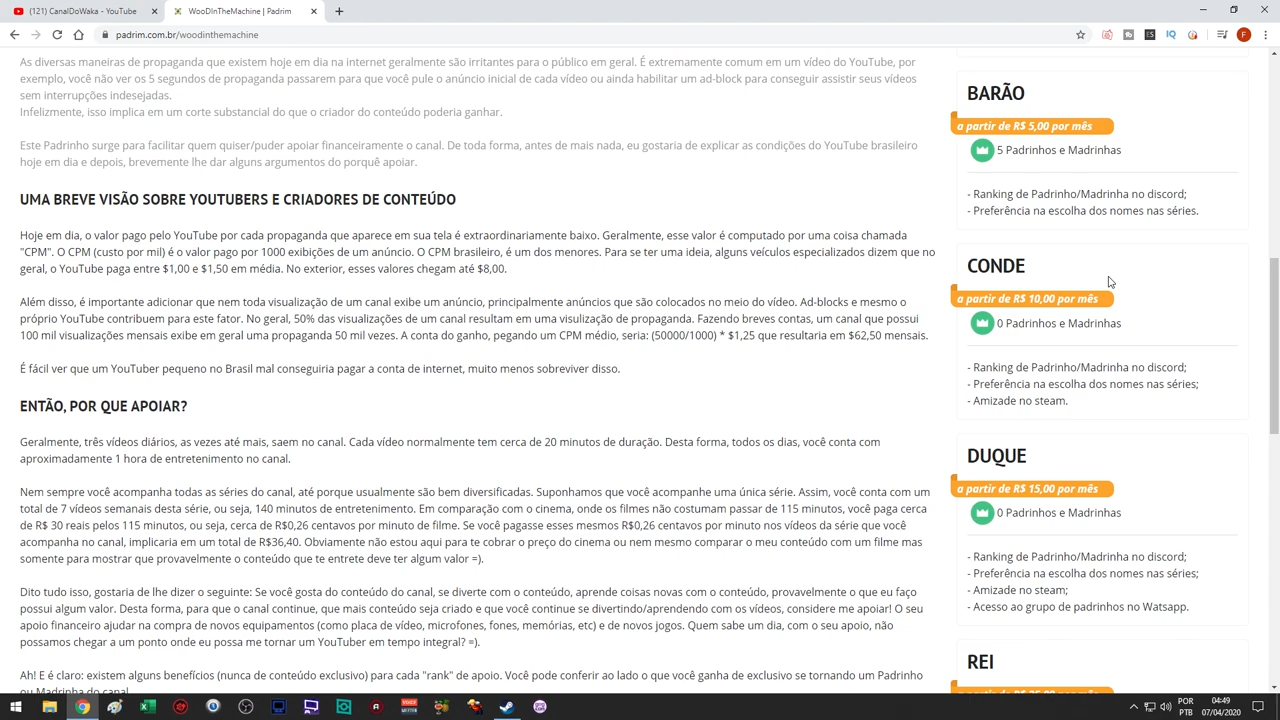 (121) CanalDoWaka - YouTube
WooDInTheMachine | Padrim
padrim.com.br/woodinthemachine
As diversas maneiras de propaganda que existem hoje em dia na internet geralmente são irritantes para o público em geral. É extremamente comum em um vídeo do YouTube, por
exemplo, você não ver os 5 segundos de propaganda passarem para que você pule o anúncio inicial de cada vídeo ou ainda habilitar um ad-block para conseguir assistir seus vídeos
sem interrupções indesejadas.
Infelizmente, isso implica em um corte substancial do que o criador do conteúdo poderia ganhar.
Este Padrinho surge para facilitar quem quiser/puder apoiar financeiramente o canal. De toda forma, antes de mais nada, eu gostaria de explicar as condições do YouTube brasileiro
hoje em dia e depois, brevemente lhe dar alguns argumentos do porquê apoiar.
UMA BREVE VISÃO SOBRE YOUTUBERS E CRIADORES DE CONTEÚDO
Hoje em dia, o valor pago pelo YouTube por cada propaganda que aparece em sua tela é extraordinariamente baixo. Geralmente, esse valor é computado por uma coisa chamada
"CPM". O CPM (custo por mil) é o valor pago por 1000 exibições de um anúncio. O CPM brasileiro, é um dos menores. Para se ter uma ideia, alguns veículos especializados dizem que no
geral, o YouTube paga entre $1,00 e $1,50 em média. No exterior, esses valores chegam até $8,00.
Além disso, é importante adicionar que nem toda visualização de um canal exibe um anúncio, principalmente anúncios que são colocados no meio do vídeo. Ad-blocks e mesmo o
próprio YouTube contribuem para este fator. No geral, 50% das visualizações de um canal resultam em uma visulização de propaganda. Fazendo breves contas, um canal que possui
100 mil visualizações mensais exibe em geral uma propaganda 50 mil vezes. A conta do ganho, pegando um CPM médio, seria: (50000/1000) * $1,25 que resultaria em $62,50 mensais.
É fácil ver que um YouTuber pequeno no Brasil mal conseguiria pagar a conta de internet, muito menos sobreviver disso.
ENTÃO, POR QUE APOIAR?
Geralmente, três vídeos diários, as vezes até mais, saem no canal. Cada vídeo normalmente tem cerca de 20 minutos de duração. Desta forma, todos os dias, você conta com
aproximadamente 1 hora de entretenimento no canal.
Nem sempre você acompanha todas as séries do canal, até porque usualmente são bem diversificadas. Suponhamos que você acompanhe uma única série. Assim, você conta com um
total de 7 vídeos semanais desta série, ou seja, 140 minutos de entretenimento. Em comparação com o cinema, onde os filmes não costumam passar de 115 minutos, você paga cerca
de R$ 30 reais pelos 115 minutos, ou seja, cerca de R$0,26 centavos por minuto de filme. Se você pagasse esses mesmos R$0,26 centavos por minuto nos vídeos da série que você
acompanha no canal, implicaria em um total de R$36,40. Obviamente não estou aqui para te cobrar o preço do cinema ou nem mesmo comparar o meu conteúdo com um filme mas
somente para mostrar que provavelmente o conteúdo que te entrete deve ter algum valor =).
Dito tudo isso, gostaria de lhe dizer o seguinte: Se você gosta do conteúdo do canal, se diverte com o conteúdo, aprende coisas novas com o conteúdo, provavelmente o que eu faço
possui algum valor. Desta forma, para que o canal continue, que mais conteúdo seja criado e que você continue se divertindo/aprendendo com os vídeos, considere me apoiar! O seu
apoio financeiro ajudar na compra de novos equipamentos (como placa de vídeo, microfones, fones, memórias, etc) e de novos jogos. Quem sabe um dia, com o seu apoio, não
possamos chegar a um ponto onde eu possa me tornar um YouTuber em tempo integral? =).
Ah! E é claro: existem alguns benefícios (nunca de conteúdo exclusivo) para cada "rank" de apoio. Você pode conferir ao lado o que você ganha de exclusivo se tornando um Padrinho
ou Madrinha do canal
BARÃO
a partir de R$ 5,00 por mês
5 Padrinhos e Madrinhas
- Ranking de Padrinho/Madrinha no discord;
- Preferência na escolha dos nomes nas séries.
CONDE
a partir de R$ 10,00 por mês
0 Padrinhos e Madrinhas
- Ranking de Padrinho/Madrinha no discord;
- Preferência na escolha dos nomes nas séries;
- Amizade no steam.
DUQUE
a partir de R$ 15,00 por mês
0 Padrinhos e Madrinhas
- Ranking de Padrinho/Madrinha no discord;
- Preferência na escolha dos nomes nas séries;
- Amizade no steam;
- Acesso ao grupo de padrinhos no Watsapp.
REI
POR
PTB
04:49
07/04/2020